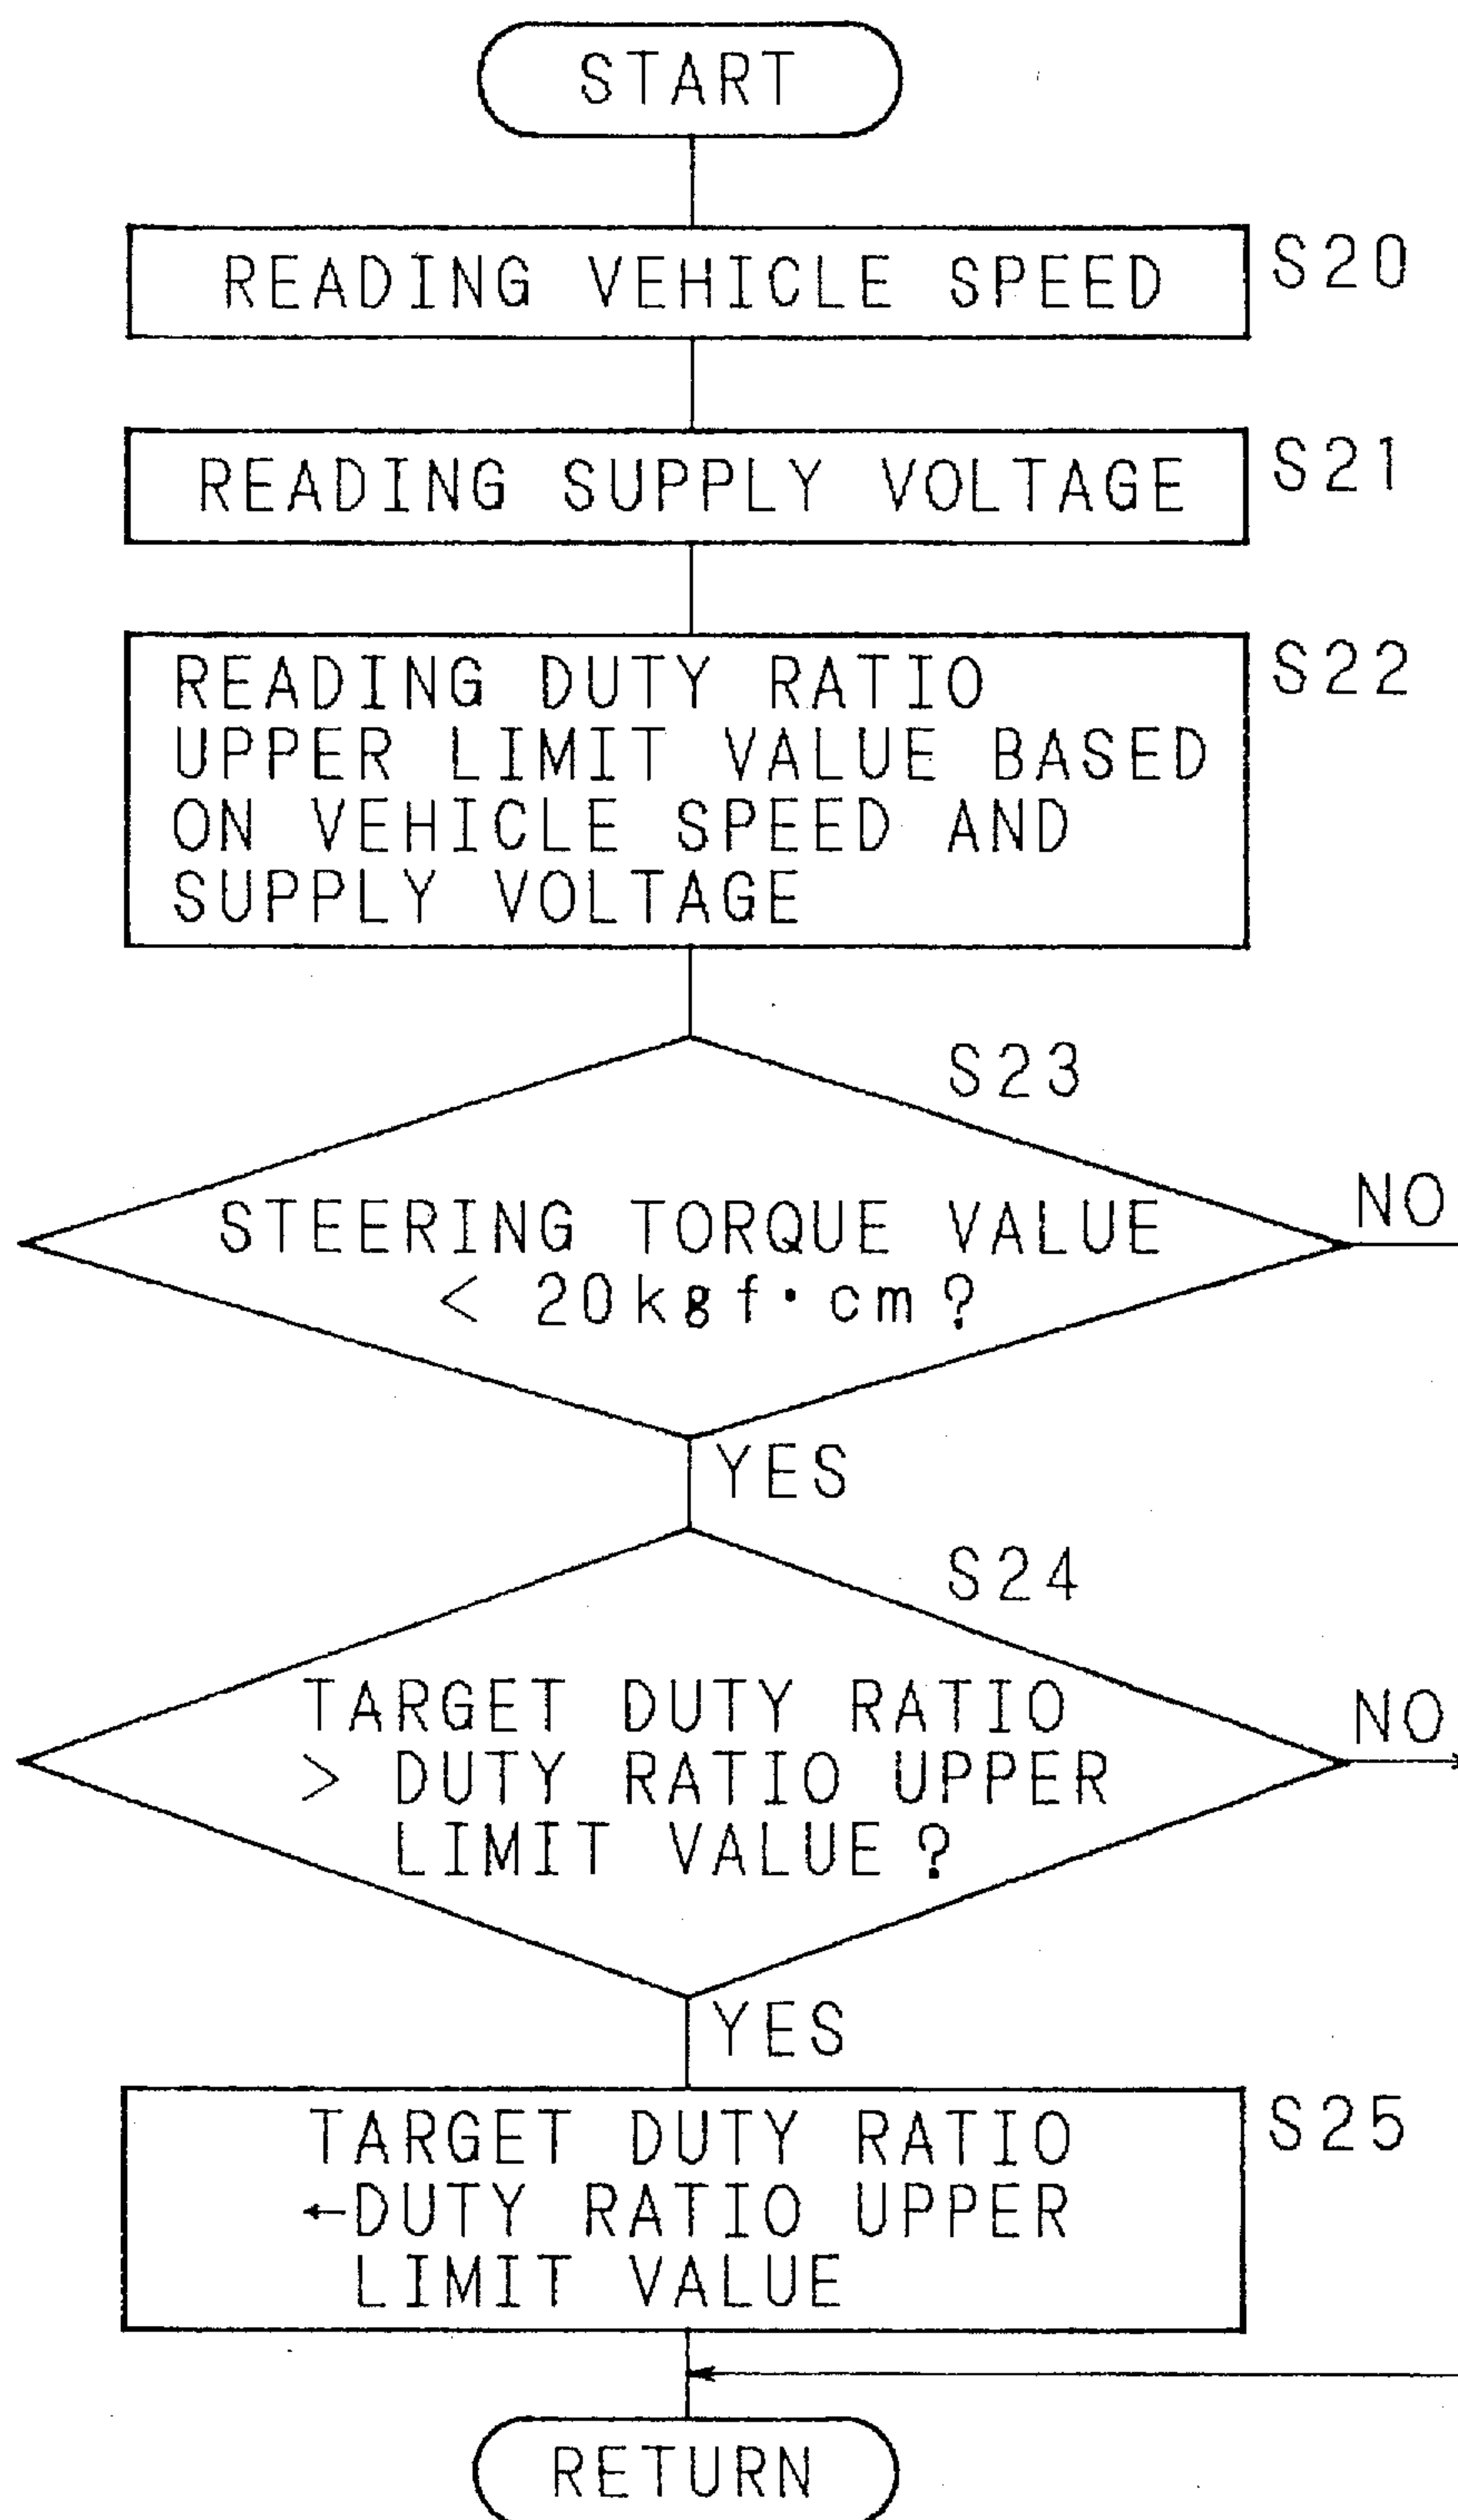 START
READING VEHICLE SPEED
S20
READING SUPPLY VOLTAGE
S21
READING DUTY RATIO
UPPER LIMIT VALUE BASED
ON VEHICLE SPEED AND
SUPPLY VOLTAGE
S22
S23
STEERING TORQUE VALUE
< 20kgf·cm?
NO
YES
S24
TARGET DUTY RATIO
> DUTY RATIO UPPER
LIMIT VALUE?
NO
YES
TARGET DUTY RATIO
←DUTY RATIO UPPER
LIMIT VALUE
S25
RETURN